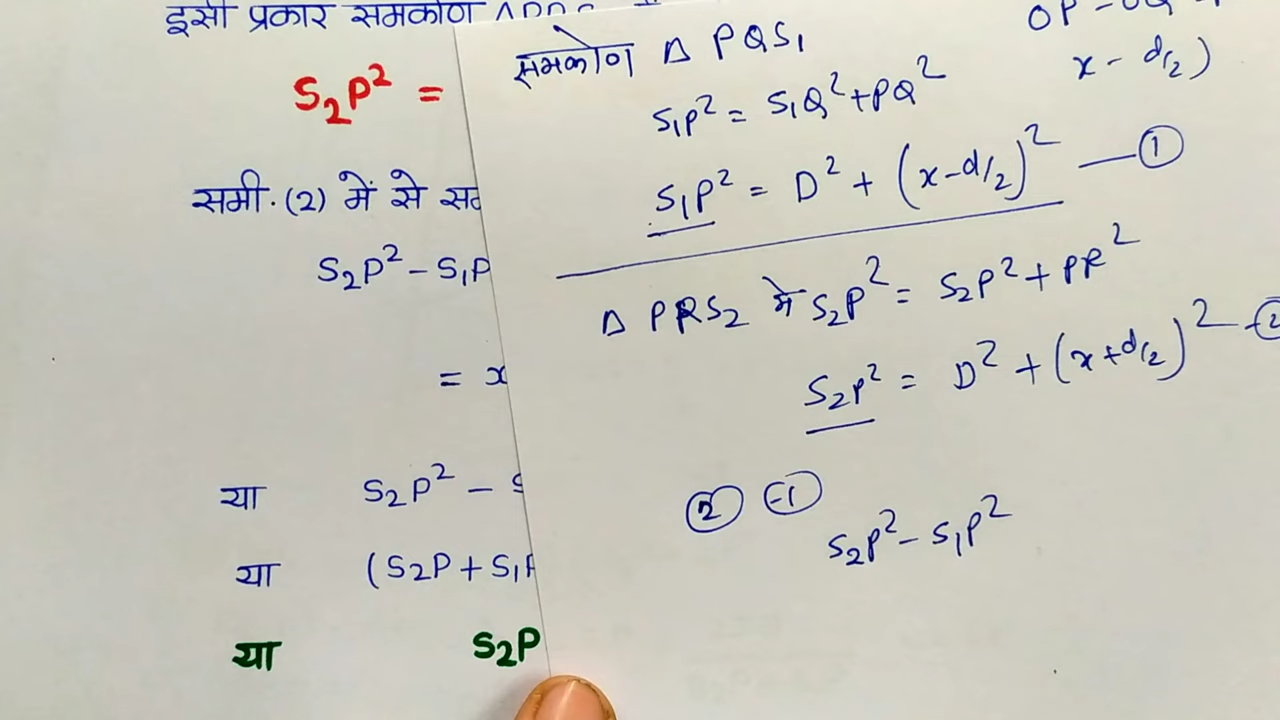 इसी प्रकार समकोण
S₂P² =
समी.(2) में से
S₂P² – S₁P
= x
या S₂P² –
या (S₂P + S₁P
या S₂P
OP – OQ
x – d/2)
समकोण Δ PQS₁
S₁P² = S₁Q² + PQ²
S₁P² = D² + (x – d/2)² — ①
Δ PRS₂ में S₂P² = S₂P² + PR²
S₂P² = D² + (x + d/2)² — ②
② –①
S₂P² – S₁P²